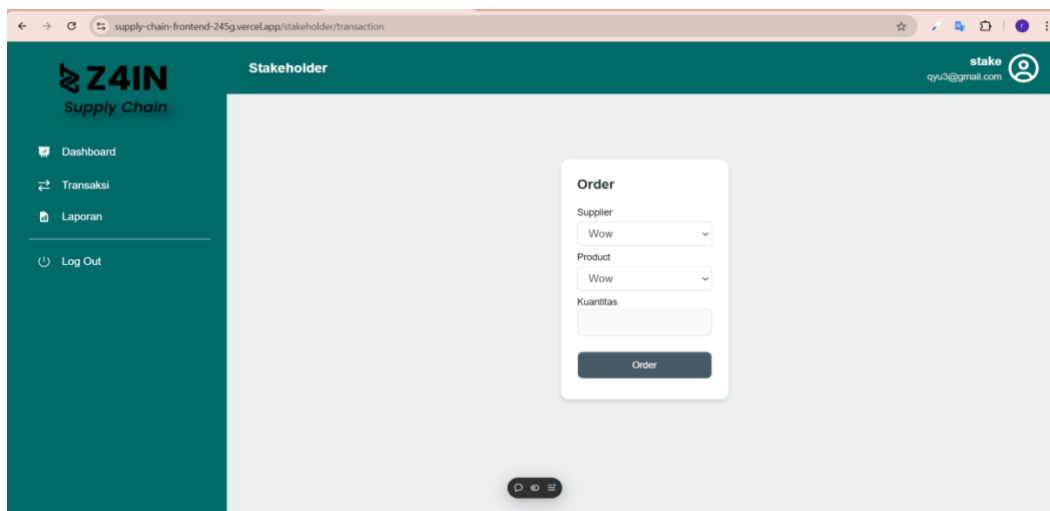 supply-chain-frontend-245g.vercel.app/stakeholder/transaction
Z4IN
Supply Chain
Stakeholder
stake
qyu3@gmail.com
Dashboard
Transaksi
Laporan
Log Out
Order
Supplier
Wow
Product
Wow
Kuantitas
Order